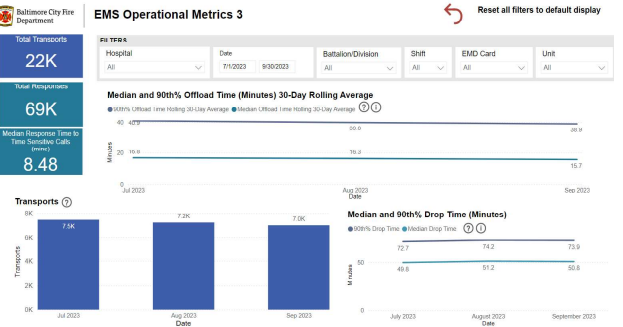 Baltimore City Fire
Department
EMS Operational Metrics 3
Reset all filters to default display
Total Transports
22K
Total Responses
69K
Median Response Time to
Time Sensitive Calls
(mins)
8.48
FILTERS
Hospital
All
Date
7/1/2023 9/30/2023
Battalion/Division
All
Shift
All
EMD Card
All
Unit
All
Median and 90th% Offload Time (Minutes) 30-Day Rolling Average
90th% Offload Time Rolling 30-Day Average Median Offload Time Rolling 30-Day Average
Minutes
40
20
0
16.3
38.9
15.7
Jul 2023 Aug 2023 Sep 2023
Date
Transports
Transports
8K
6K
4K
2K
0K
7.5K
7.2K
7.0K
Jul 2023 Aug 2023 Sep 2023
Date
Median and 90th% Drop Time (Minutes)
90th% Drop Time Median Drop Time
Minutes
50
0
72.7 74.2 73.9
49.8 51.2 50.8
July 2023 August 2023 September 2023
Date